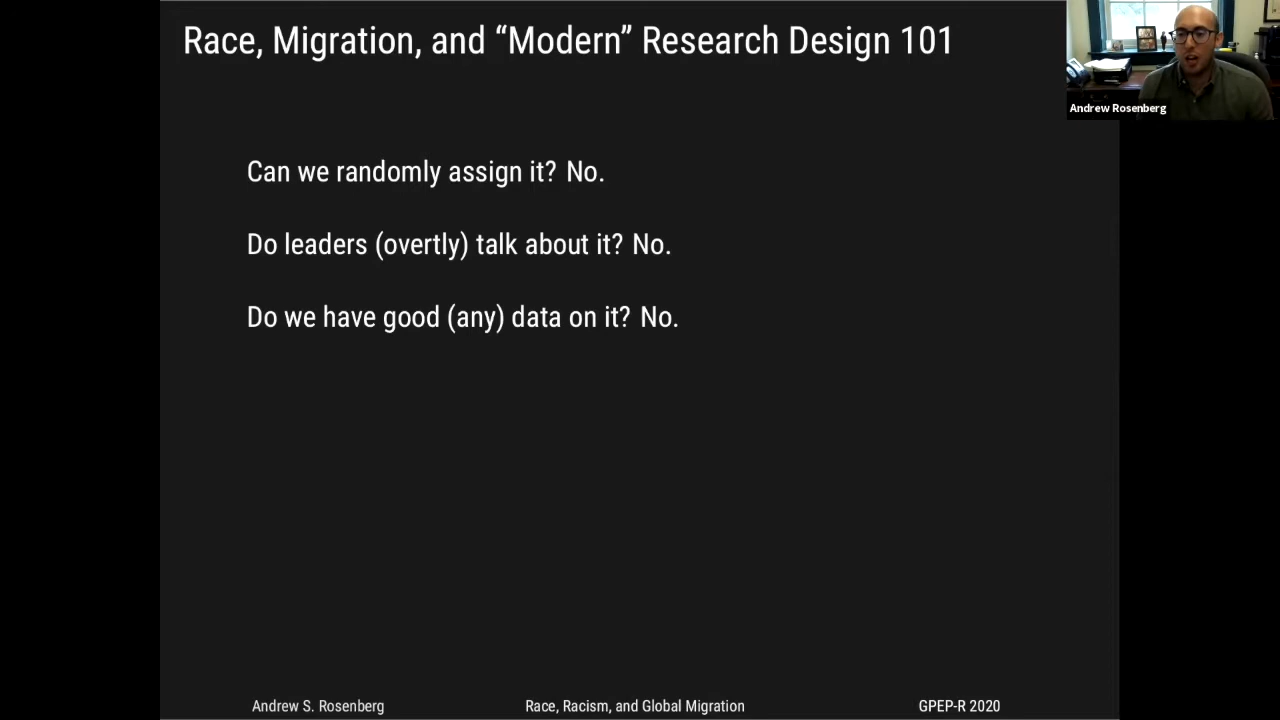 Race, Migration, and “Modern” Research Design 101
Andrew Rosenberg
Can we randomly assign it? No.
Do leaders (overtly) talk about it? No.
Do we have good (any) data on it? No.
Andrew S. Rosenberg
Race, Racism, and Global Migration
GPEP-R 2020